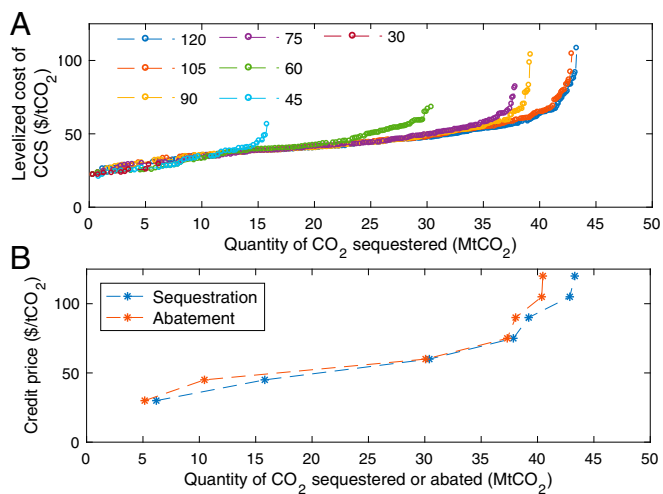 A
120
75
30
105
60
90
45
100
50
0
Levelized cost of
CCS ($/tCO2)
0 5 10 15 20 25 30 35 40 45 50
Quantity of CO2 sequestered (MtCO2)
B
Sequestration
Abatement
100
50
0
Credit price ($/tCO2)
0 5 10 15 20 25 30 35 40 45 50
Quantity of CO2 sequestered or abated (MtCO2)